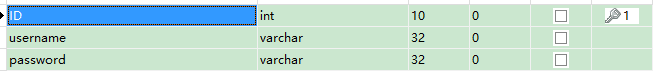 ID int 10 0 1
username varchar 32 0
password varchar 32 0